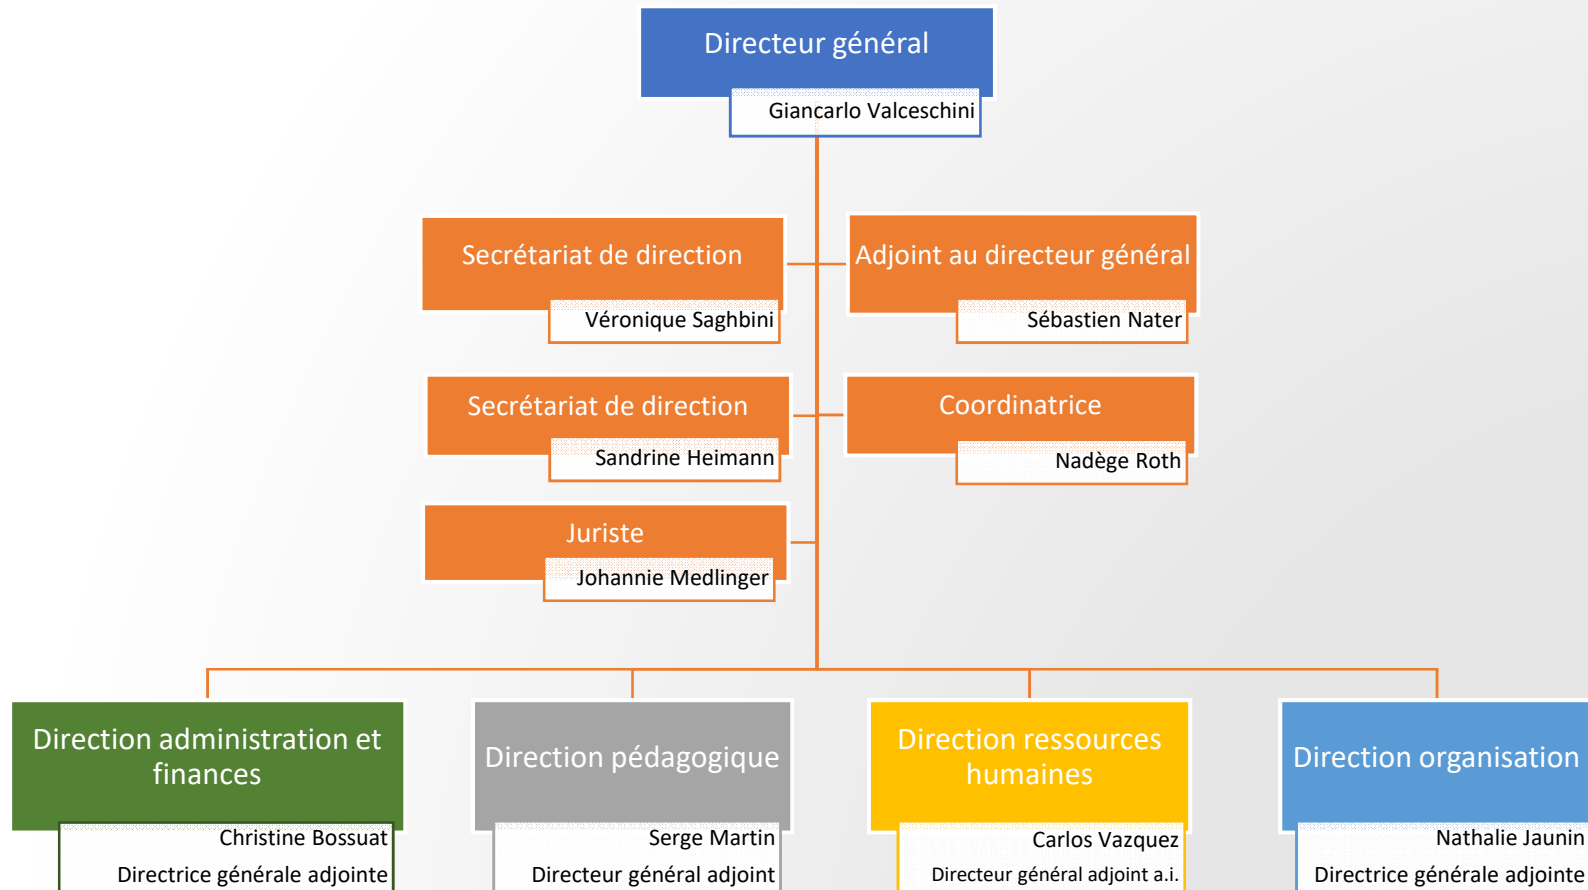 Directeur général
Giancarlo Valceschini
Secrétariat de direction
Véronique Saghbini
Adjoint au directeur général
Sébastien Nater
Secrétariat de direction
Sandrine Heimann
Coordinatrice
Nadège Roth
Juriste
Johannie Medlinger
Direction administration et
finances
Christine Bossuat
Directrice générale adjointe
Direction pédagogique
Serge Martin
Directeur général adjoint
Direction ressources
humaines
Carlos Vazquez
Directeur général adjoint a.i.
Direction organisation
Nathalie Jaunin
Directrice générale adjointe